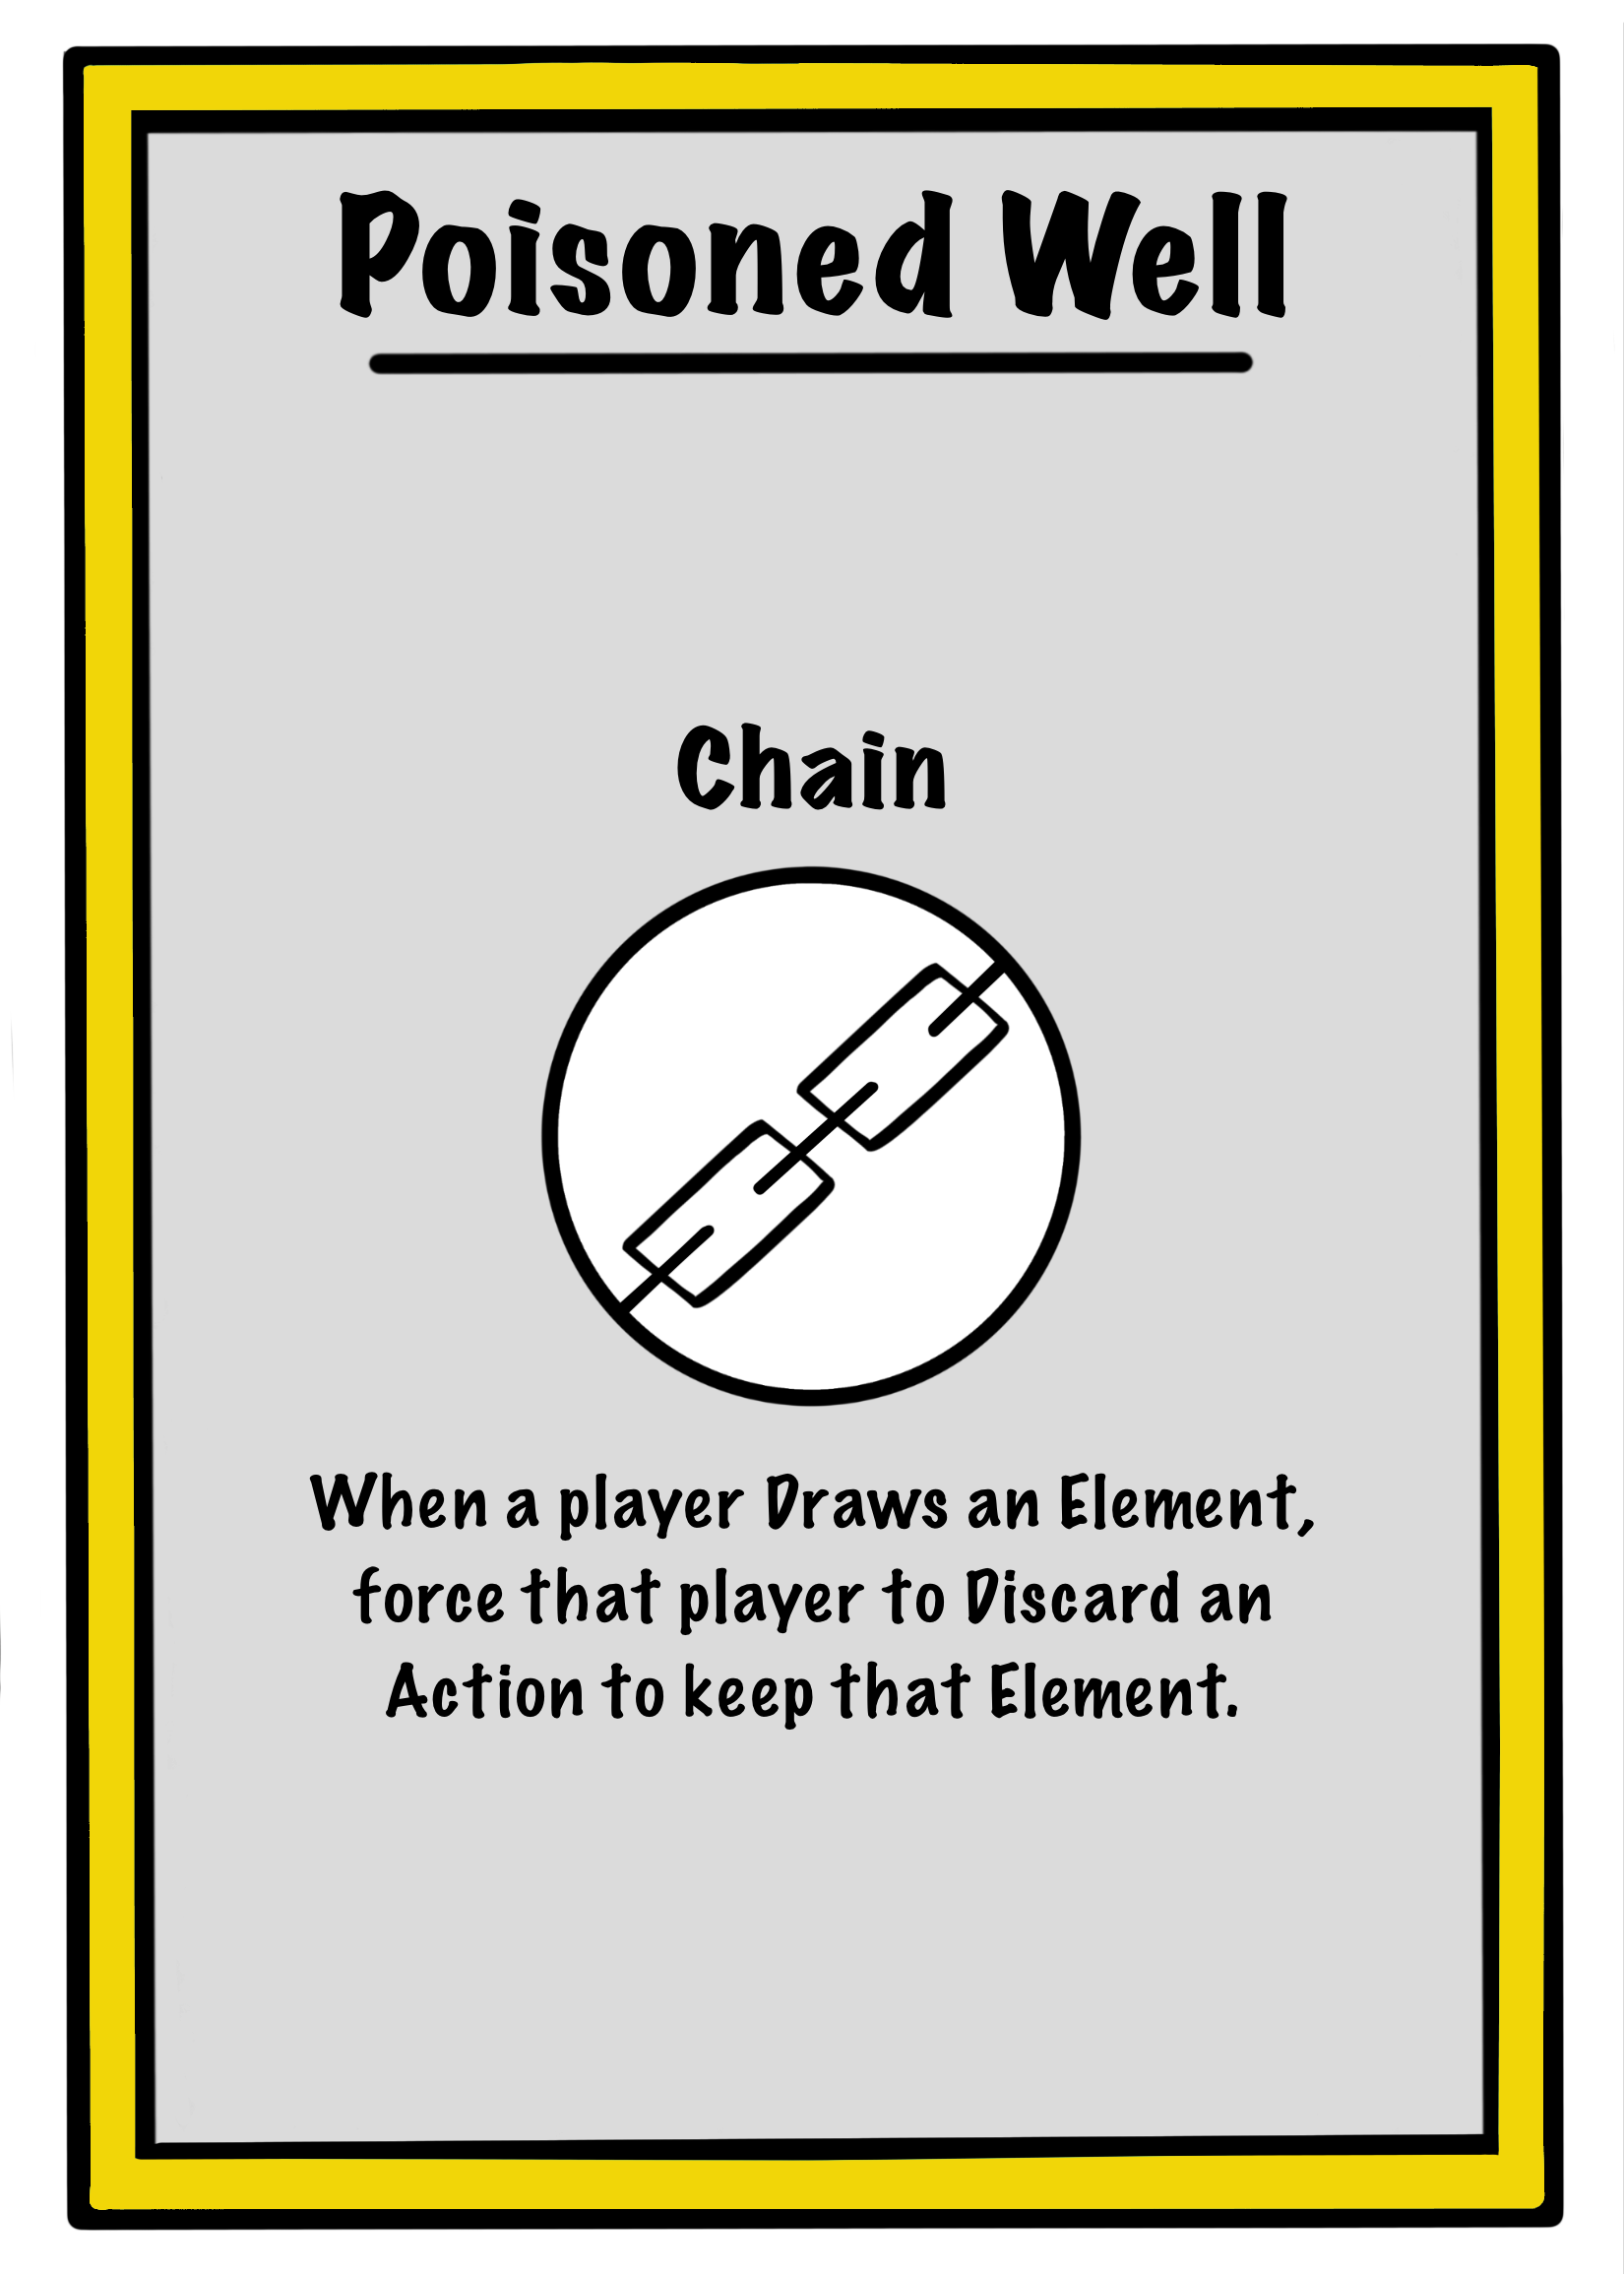 Poisoned Well
Chain
When a player Draws an Element,
force that player to Discard an
Action to keep that Element.